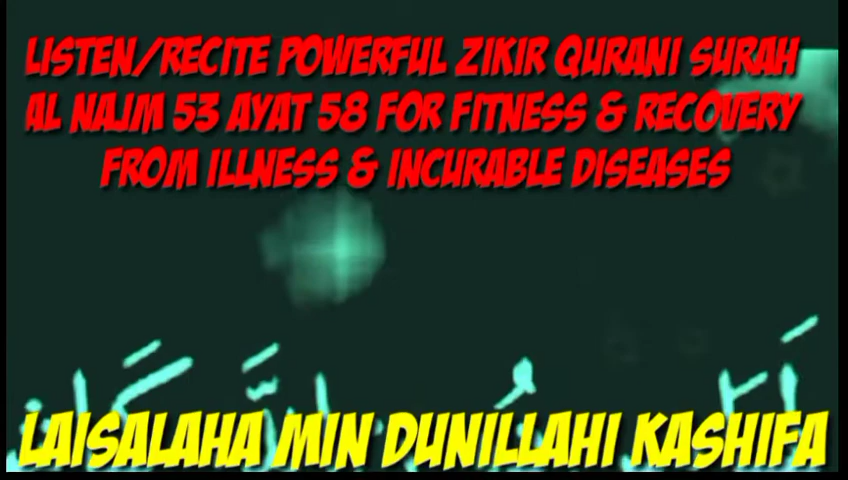 LISTEN/RECITE POWERFUL ZIKIR QURANI SURAH
AL NAJM 53 AYAT 58 FOR FITNESS & RECOVERY
FROM ILLNESS & INCURABLE DISEASES
LAISALAHA MIN DUNILLAHI KASHIFA